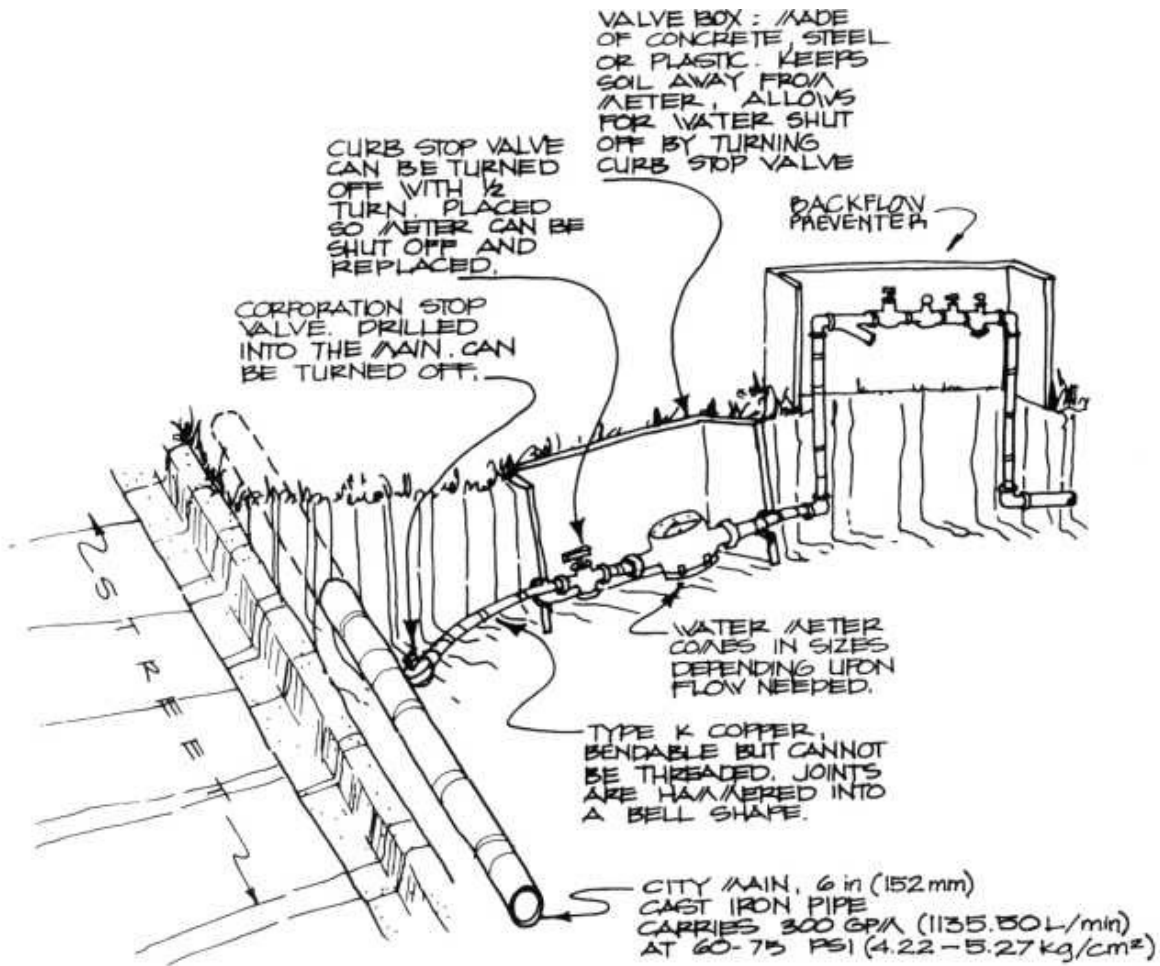 VALVE BOX: MADE
OF CONCRETE, STEEL
OR PLASTIC. KEEPS
SOIL AWAY FROM
METER, ALLOWS
FOR WATER SHUT
OFF BY TURNING
CURB STOP VALVE
CURB STOP VALVE
CAN BE TURNED
OFF WITH 1/2
TURN. PLACED
SO METER CAN BE
SHUT OFF AND
REPLACED.
BACKFLOW
PREVENTER
CORPORATION STOP
VALVE. DRILLED
INTO THE MAIN. CAN
BE TURNED OFF.
STREET
WATER METER
COMES IN SIZES
DEPENDING UPON
FLOW NEEDED.
TYPE K COPPER,
BENDABLE BUT CANNOT
BE THREADED. JOINTS
ARE HAMMERED INTO
A BELL SHAPE.
CITY MAIN, 6 in (152 mm)
CAST IRON PIPE
CARRIES 300 GPM (1135.50 L/min)
AT 60-75 PSI (4.22-5.27 kg/cm²)